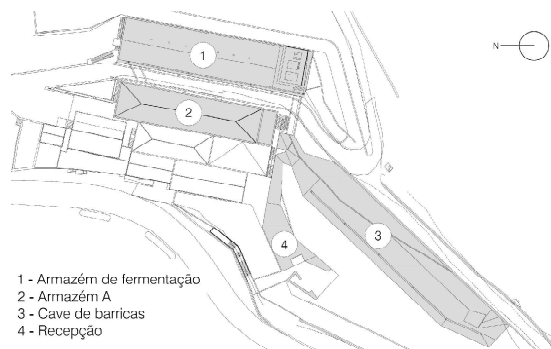 N
1
2
3
4
1 - Armazém de fermentação
2 - Armazém A
3 - Cave de barricas
4 - Recepção